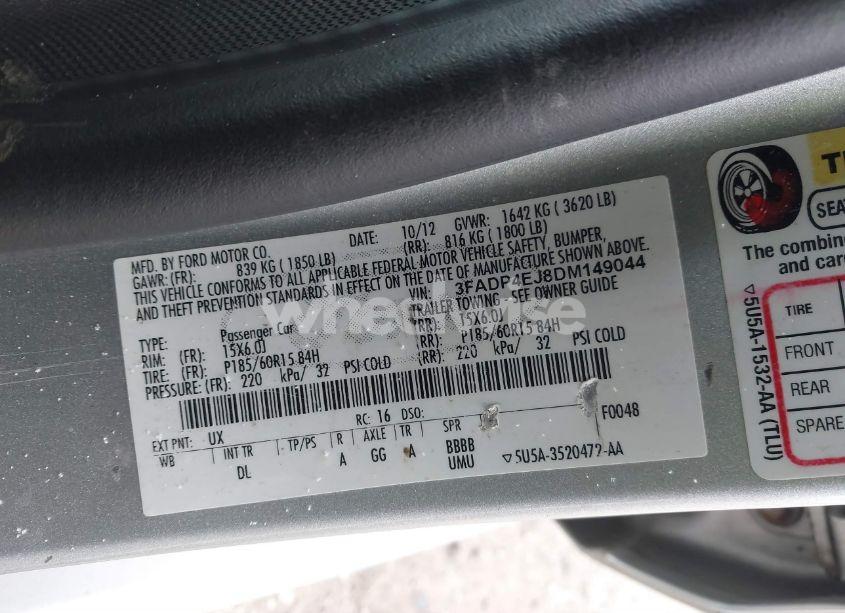 MFD. BY FORD MOTOR CO.
DATE: 10/12 GVWR: 1642 KG ( 3620 LB)
GAWR: (FR): 839 KG ( 1850 LB) (RR): 816 KG ( 1800 LB)
THIS VEHICLE CONFORMS TO ALL APPLICABLE FEDERAL MOTOR VEHICLE SAFETY, BUMPER,
AND THEFT PREVENTION STANDARDS IN EFFECT ON THE DATE OF MANUFACTURE SHOWN ABOVE.
VIN: 3FADP4EJ8DM149044
TYPE: Passenger Car TRAILER TOWING - SEE OWNER GUIDE
RIM: (FR): 15X6.0J (RR): 15X6.0J
TIRE: (FR): P185/60R15 84H (RR): P185/60R15 84H
PRESSURE: (FR): 220 kPa/ 32 PSI COLD (RR): 220 kPa/ 32 PSI COLD
RC: 16 DSO: F0048
EXT PNT: UX
WB INT TR TP/PS R AXLE TR SPR
DL A GG A BBBB
UMU
▽5U5A-3520472-AA
wheelwise
SEA
The combin
and car
TIRE
FRONT
REAR
SPARE
▽5U5A-1532-AA (TLU)